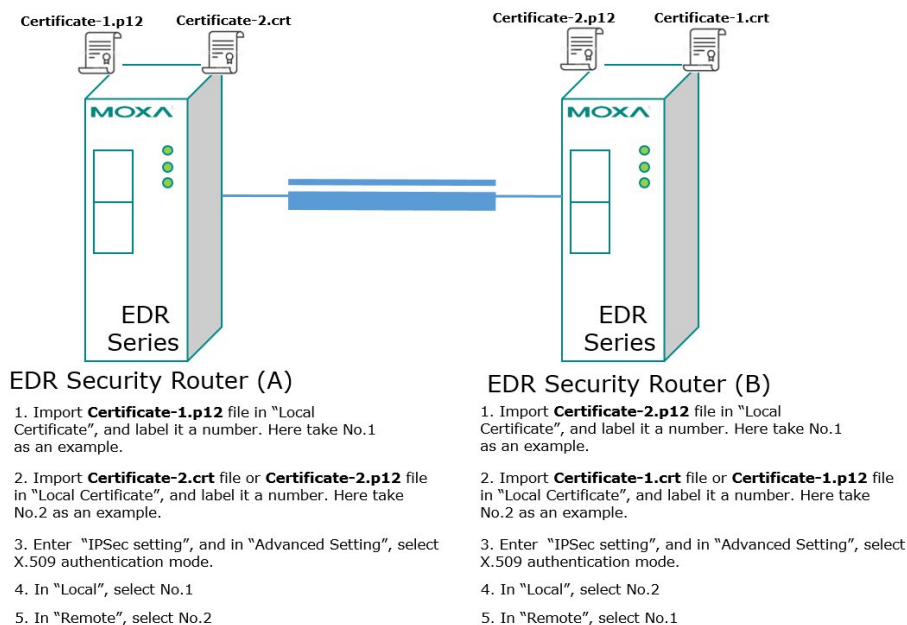 Certificate-1.p12
Certificate-2.crt
MOXA
EDR
Series
EDR Security Router (A)
1. Import Certificate-1.p12 file in “Local
Certificate”, and label it a number. Here take No.1
as an example.
2. Import Certificate-2.crt file or Certificate-2.p12 file
in “Local Certificate”, and label it a number. Here take
No.2 as an example.
3. Enter “IPSec setting”, and in “Advanced Setting”, select
X.509 authentication mode.
4. In “Local”, select No.1
5. In “Remote”, select No.2
Certificate-2.p12
Certificate-1.crt
MOXA
EDR
Series
EDR Security Router (B)
1. Import Certificate-2.p12 file in “Local
Certificate”, and label it a number. Here take No.1
as an example.
2. Import Certificate-1.crt file or Certificate-1.p12 file
in “Local Certificate”, and label it a number. Here take
No.2 as an example.
3. Enter “IPSec setting”, and in “Advanced Setting”, select
X.509 authentication mode.
4. In “Local”, select No.2
5. In “Remote”, select No.1